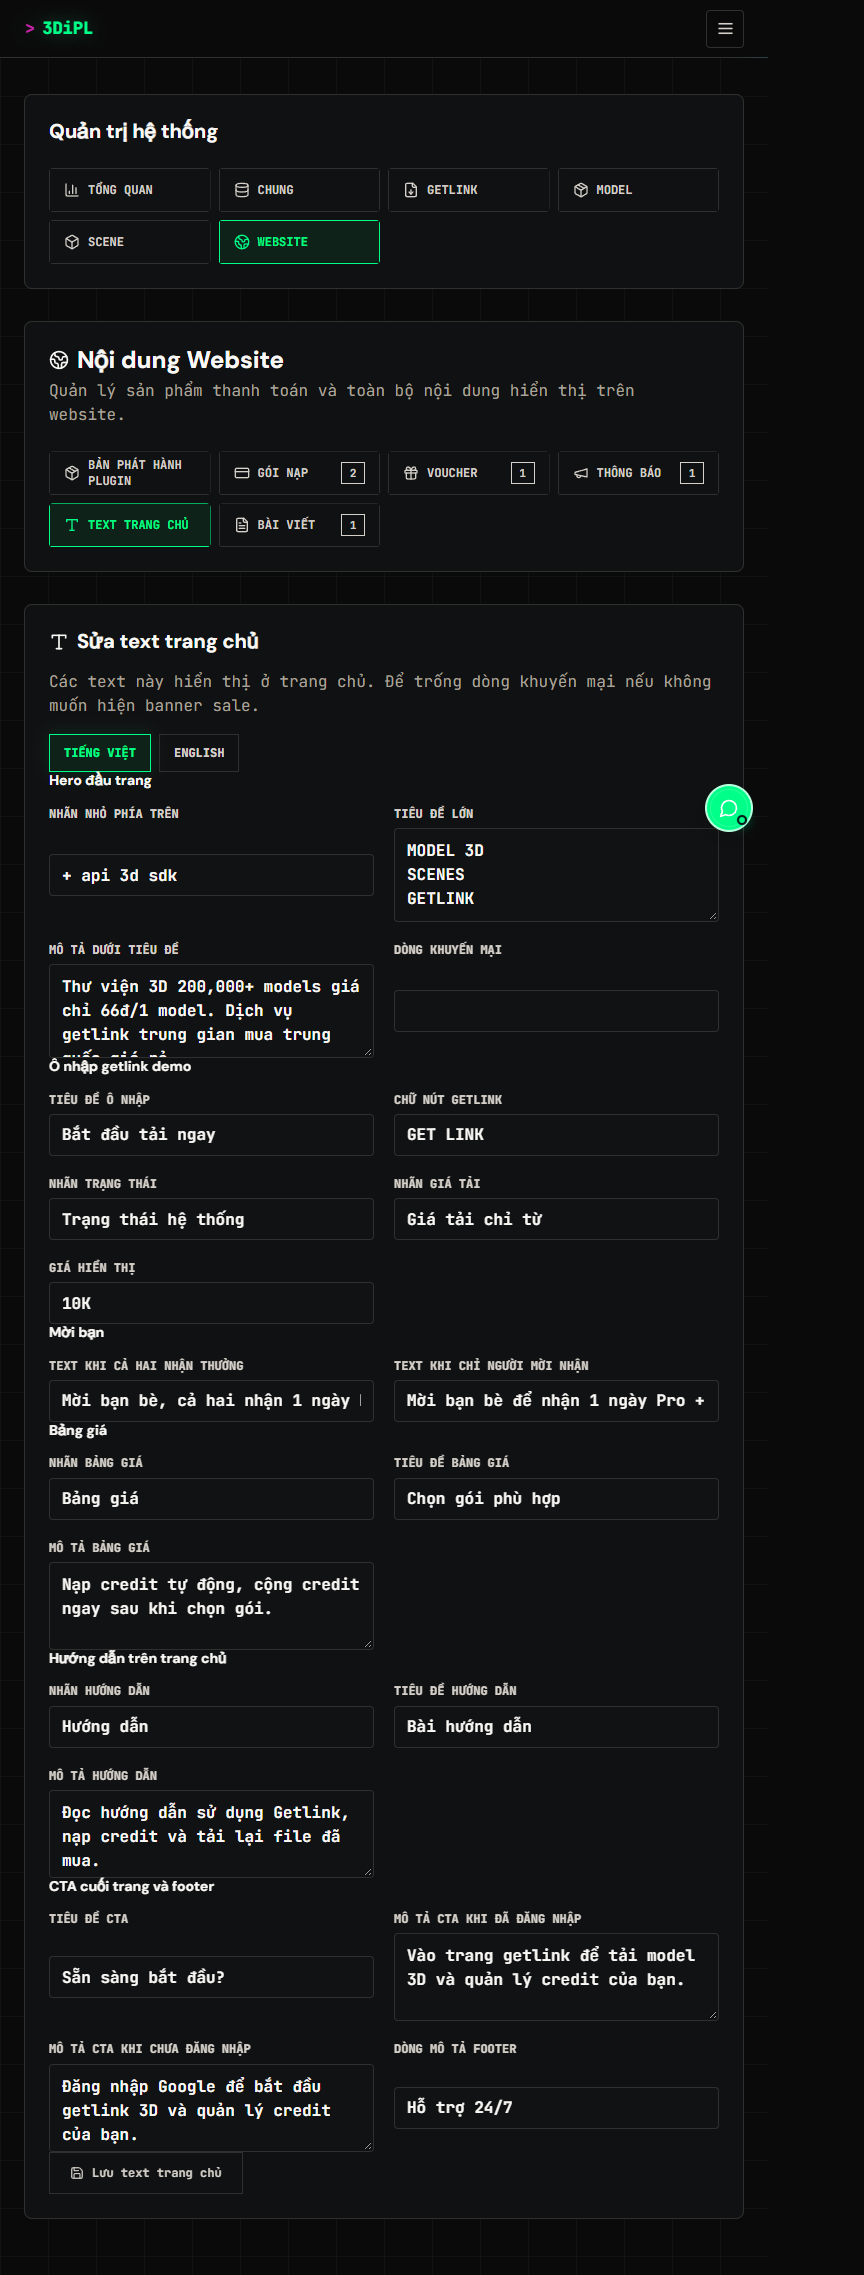 > 3DiPL
Quản trị hệ thống
TỔNG QUAN
CHUNG
GETLINK
MODEL
SCENE
WEBSITE
Nội dung Website
Quản lý sản phẩm thanh toán và toàn bộ nội dung hiển thị trên
website.
BẢN PHÁT HÀNH
PLUGIN
GÓI NẠP 2
VOUCHER 1
THÔNG BÁO 1
TEXT TRANG CHỦ
BÀI VIẾT 1
Sửa text trang chủ
Các text này hiển thị ở trang chủ. Để trống dòng khuyến mại nếu không
muốn hiện banner sale.
TIẾNG VIỆT
ENGLISH
Hero đầu trang
NHÃN NHỎ PHÍA TRÊN
+ api 3d sdk
TIÊU ĐỀ LỚN
MODEL 3D
SCENES
GETLINK
MÔ TẢ DƯỚI TIÊU ĐỀ
Thư viện 3D 200,000+ models giá
chỉ 66đ/1 model. Dịch vụ
getlink trung gian mua trung
quốc giá rẻ
DÒNG KHUYẾN MẠI
Ô nhập getlink demo
TIÊU ĐỀ Ô NHẬP
Bắt đầu tải ngay
CHỮ NÚT GETLINK
GET LINK
NHÃN TRẠNG THÁI
Trạng thái hệ thống
NHÃN GIÁ TẢI
Giá tải chỉ từ
GIÁ HIỂN THỊ
10K
Mời bạn
TEXT KHI CẢ HAI NHẬN THƯỞNG
Mời bạn bè, cả hai nhận 1 ngày
TEXT KHI CHỈ NGƯỜI MỜI NHẬN
Mời bạn bè để nhận 1 ngày Pro +
Bảng giá
NHÃN BẢNG GIÁ
Bảng giá
TIÊU ĐỀ BẢNG GIÁ
Chọn gói phù hợp
MÔ TẢ BẢNG GIÁ
Nạp credit tự động, cộng credit
ngay sau khi chọn gói.
Hướng dẫn trên trang chủ
NHÃN HƯỚNG DẪN
Hướng dẫn
TIÊU ĐỀ HƯỚNG DẪN
Bài hướng dẫn
MÔ TẢ HƯỚNG DẪN
Đọc hướng dẫn sử dụng Getlink,
nạp credit và tải lại file đã
mua.
CTA cuối trang và footer
TIÊU ĐỀ CTA
Sẵn sàng bắt đầu?
MÔ TẢ CTA KHI ĐÃ ĐĂNG NHẬP
Vào trang getlink để tải model
3D và quản lý credit của bạn.
MÔ TẢ CTA KHI CHƯA ĐĂNG NHẬP
Đăng nhập Google để bắt đầu
getlink 3D và quản lý credit
của bạn.
DÒNG MÔ TẢ FOOTER
Hỗ trợ 24/7
Lưu text trang chủ